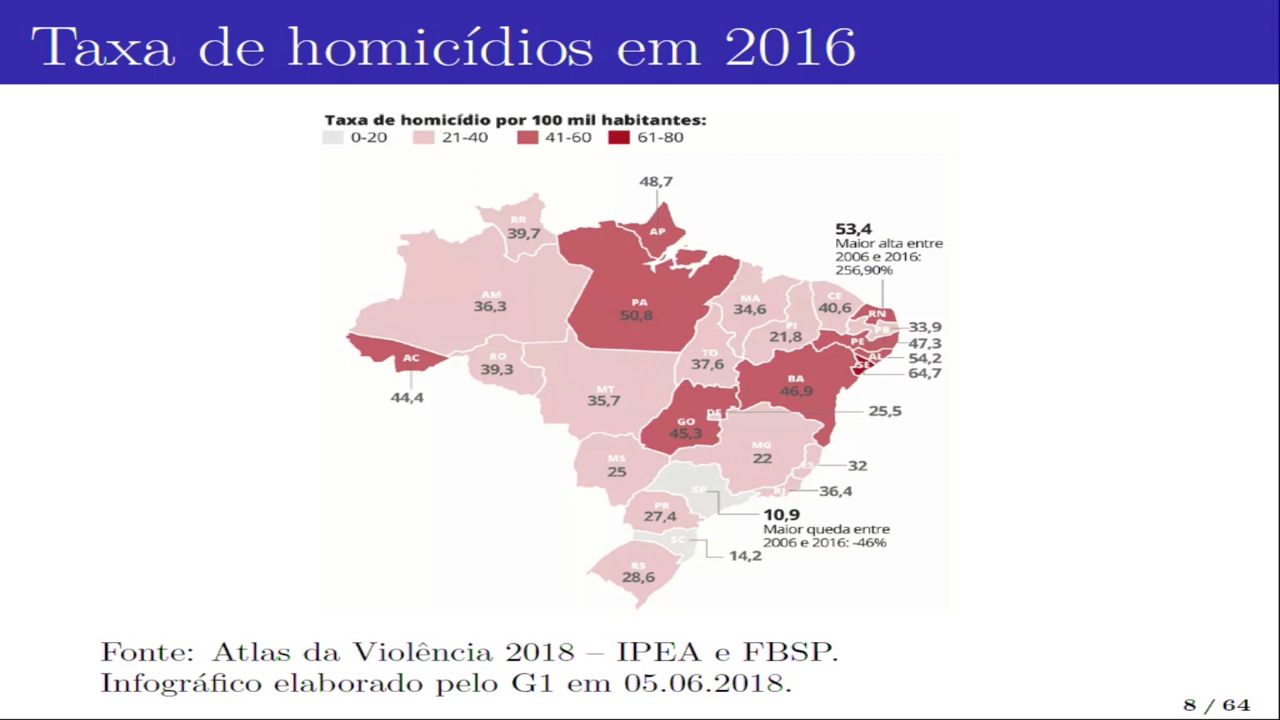 Taxa de homicídios em 2016
Taxa de homicídio por 100 mil habitantes:
0-20 21-40 41-60 61-80
48,7
AP
RR
39,7
53,4
Maior alta entre
2006 e 2016:
256,90%
AM
36,3
PA
50,8
MA
34,6
CE
40,6
RN
PI
21,8
PB
33,9
PE
47,3
AL
54,2
SE
64,7
AC
44,4
RO
39,3
TO
37,6
MT
35,7
BA
46,9
DF
25,5
GO
45,3
MG
22
MS
25
ES
32
SP
RJ
36,4
10,9
Maior queda entre
2006 e 2016: -46%
PR
27,4
SC
14,2
RS
28,6
Fonte: Atlas da Violência 2018 – IPEA e FBSP.
Infográfico elaborado pelo G1 em 05.06.2018.
8 / 64